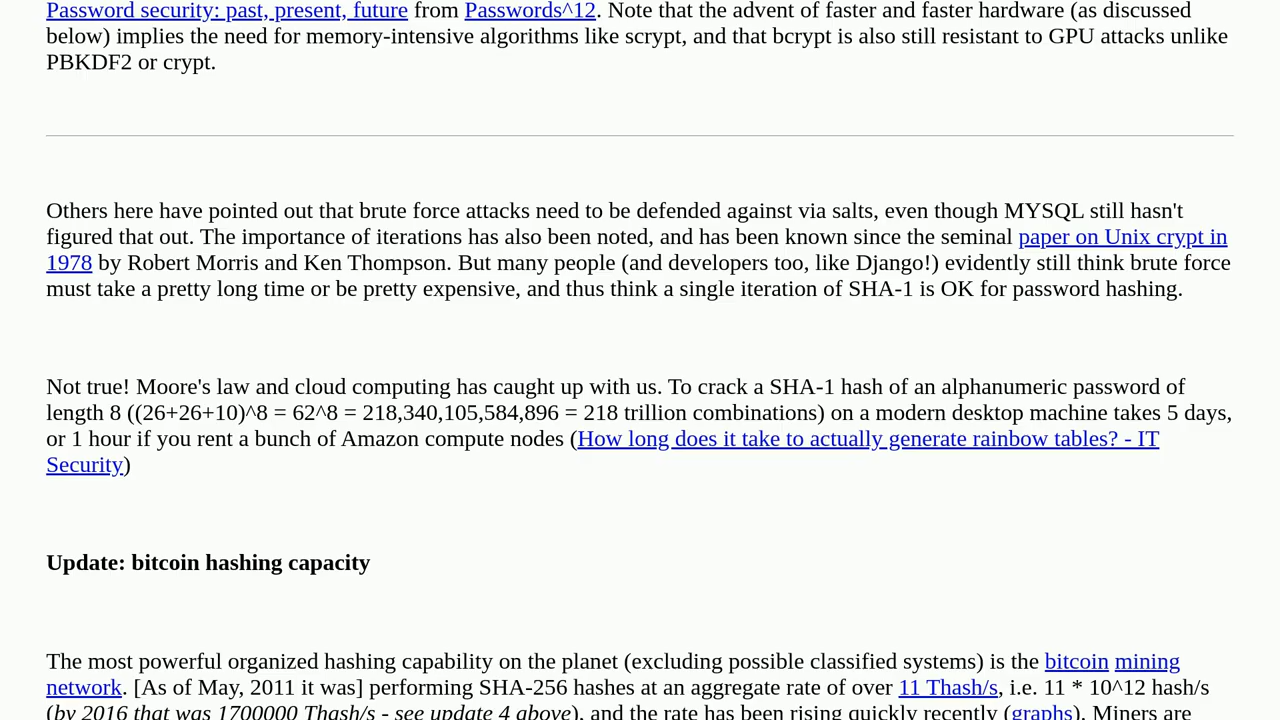 Password security: past, present, future from Passwords^12. Note that the advent of faster and faster hardware (as discussed
below) implies the need for memory-intensive algorithms like scrypt, and that bcrypt is also still resistant to GPU attacks unlike
PBKDF2 or crypt.
Others here have pointed out that brute force attacks need to be defended against via salts, even though MYSQL still hasn't
figured that out. The importance of iterations has also been noted, and has been known since the seminal paper on Unix crypt in
1978 by Robert Morris and Ken Thompson. But many people (and developers too, like Django!) evidently still think brute force
must take a pretty long time or be pretty expensive, and thus think a single iteration of SHA-1 is OK for password hashing.
Not true! Moore's law and cloud computing has caught up with us. To crack a SHA-1 hash of an alphanumeric password of
length 8 ((26+26+10)^8 = 62^8 = 218,340,105,584,896 = 218 trillion combinations) on a modern desktop machine takes 5 days,
or 1 hour if you rent a bunch of Amazon compute nodes (How long does it take to actually generate rainbow tables? - IT
Security)
Update: bitcoin hashing capacity
The most powerful organized hashing capability on the planet (excluding possible classified systems) is the bitcoin mining
network. [As of May, 2011 it was] performing SHA-256 hashes at an aggregate rate of over 11 Thash/s, i.e. 11 * 10^12 hash/s
(by 2016 that was 1700000 Thash/s - see update 4 above), and the rate has been rising quickly recently (graphs). Miners are